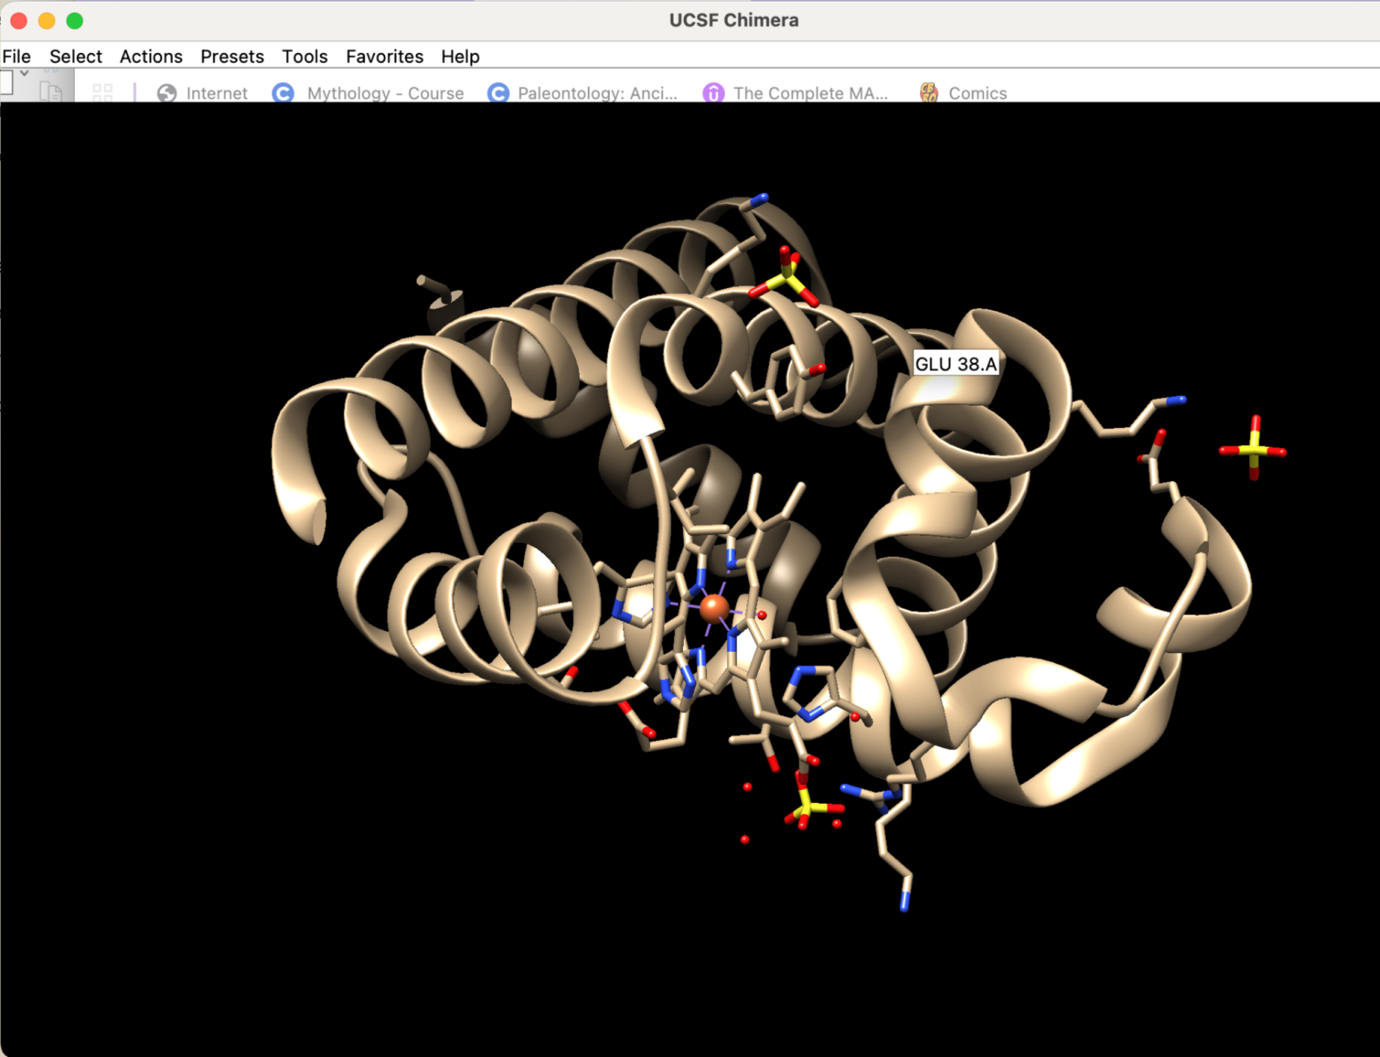 UCSF Chimera
File Select Actions Presets Tools Favorites Help
Internet Mythology - Course Paleontology: Anci... The Complete MA... Comics
GLU 38.A